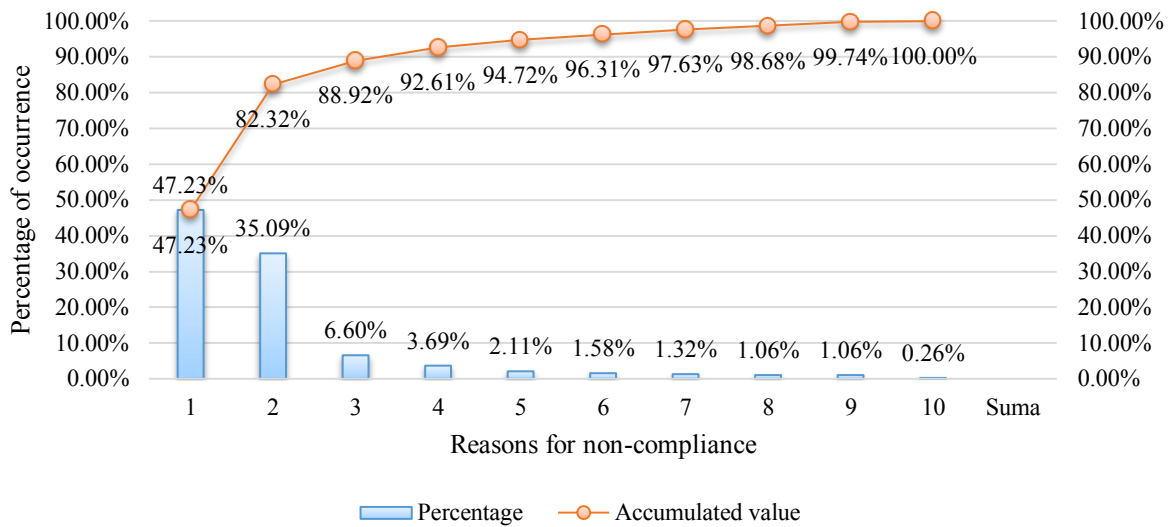 100.00% 100.00%
90.00% 92.61% 94.72% 96.31% 97.63% 98.68% 99.74% 100.00% 90.00%
80.00% 88.92% 80.00%
82.32%
70.00% 70.00%
60.00% 60.00%
50.00% 47.23% 50.00%
40.00% 47.23% 35.09% 40.00%
30.00% 30.00%
20.00% 20.00%
10.00% 6.60% 3.69% 2.11% 1.58% 1.32% 1.06% 1.06% 0.26% 10.00%
0.00% 0.00%
1 2 3 4 5 6 7 8 9 10 Suma
Percentage of occurrence
Reasons for non-compliance
Percentage Accumulated value